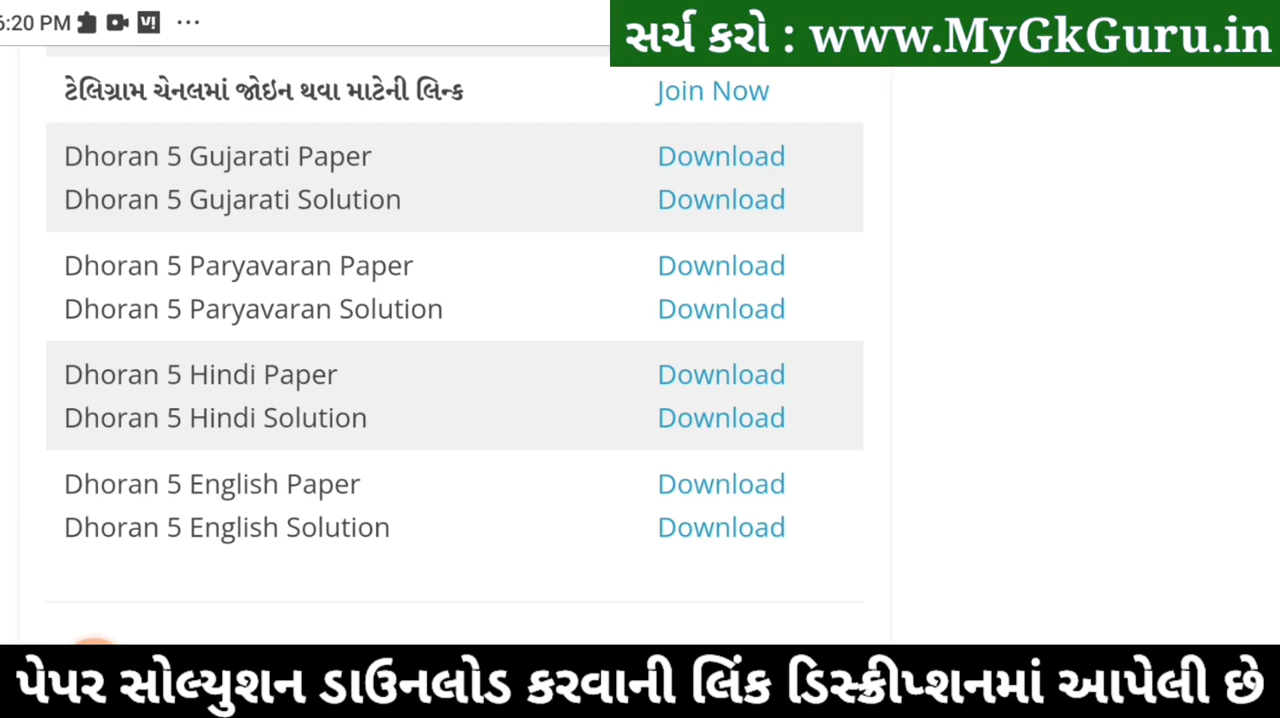 6:20 PM
સર્ચ કરો : www.MyGkGuru.in
ટેલિગ્રામ ચેનલમાં જોઇન થવા માટેની લિન્ક Join Now
Dhoran 5 Gujarati Paper Download
Dhoran 5 Gujarati Solution Download
Dhoran 5 Paryavaran Paper Download
Dhoran 5 Paryavaran Solution Download
Dhoran 5 Hindi Paper Download
Dhoran 5 Hindi Solution Download
Dhoran 5 English Paper Download
Dhoran 5 English Solution Download
પેપર સોલ્યુશન ડાઉનલોડ કરવાની લિંક ડિસ્ક્રીપ્શનમાં આપેલી છે